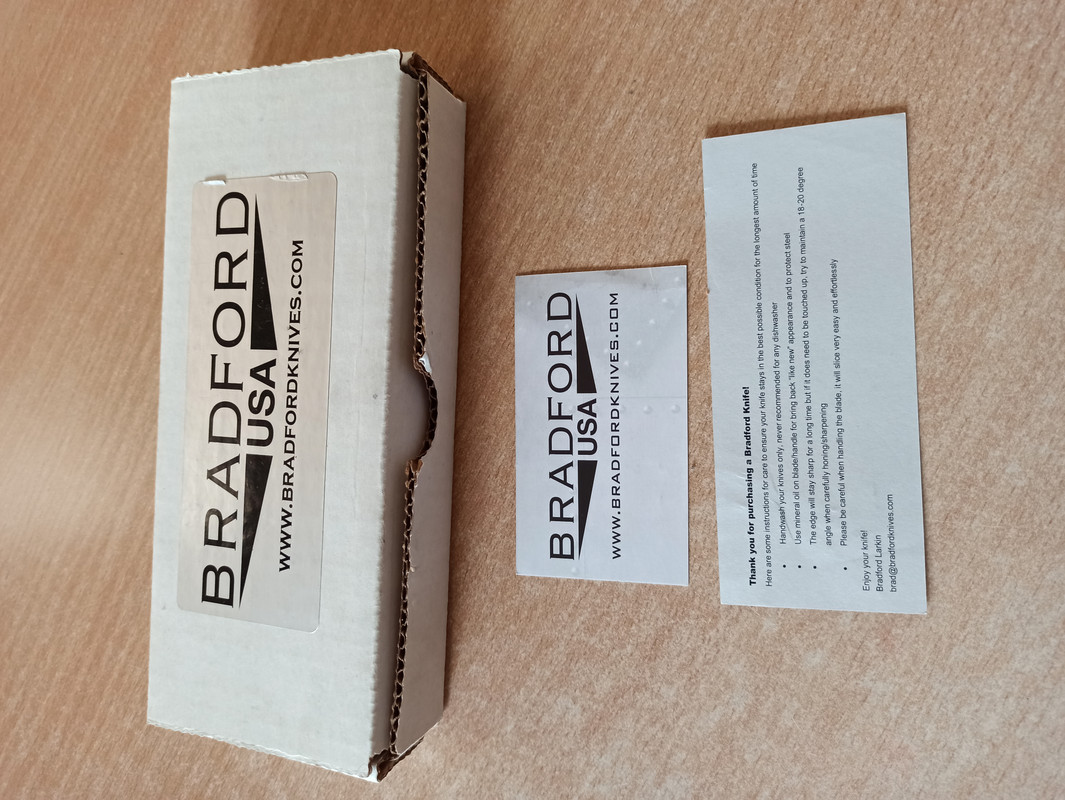 BRADFORD
USA
WWW.BRADFORDKNIVES.COM
BRADFORD
USA
WWW.BRADFORDKNIVES.COM
Thank you for purchasing a Bradford Knife!
Here are some instructions for care to ensure your knife stays in the best possible condition for the longest amount of time
• Handwash your knives only, never recommended for any dishwasher
• Use mineral oil on blade/handle for bring back "like new" appearance and to protect steel
• The edge will stay sharp for a long time but if it does need to be touched up, try to maintain a 18-20 degree
angle when carefully honing/sharpening
• Please be careful when handling the blade, it will slice very easy and effortlessly
Enjoy your knife!
Bradford Larkin
brad@bradfordknives.com